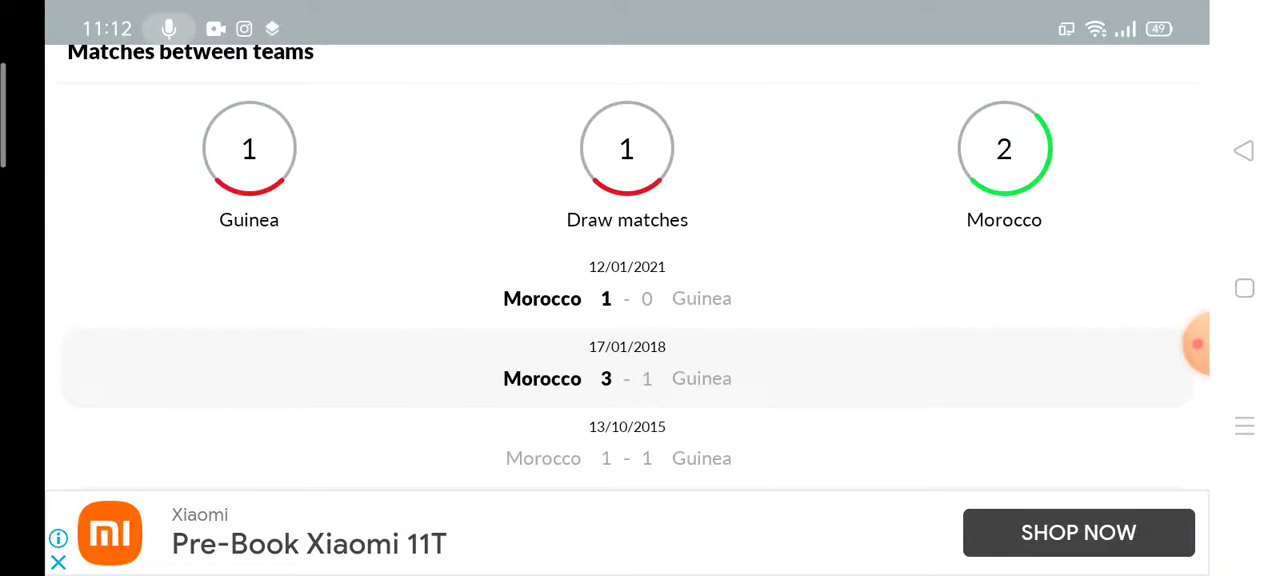 11:12 49
Matches between teams
1 1 2
Guinea Draw matches Morocco
12/01/2021
Morocco 1 - 0 Guinea
17/01/2018
Morocco 3 - 1 Guinea
13/10/2015
Morocco 1 - 1 Guinea
mi
Xiaomi
Pre-Book Xiaomi 11T
SHOP NOW